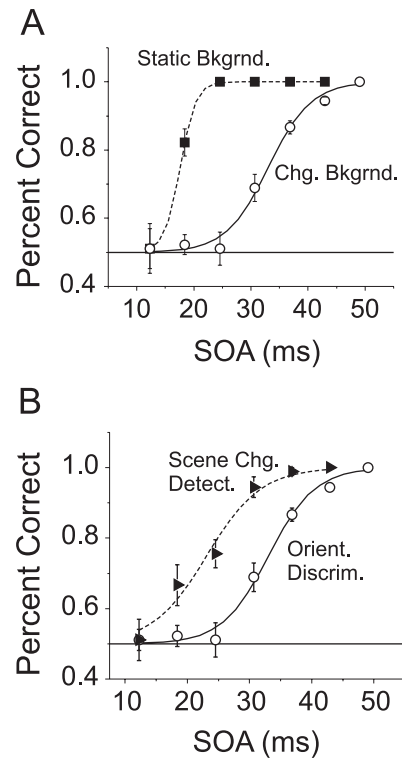 A
Static Bkgrnd.
1.0
0.8
0.6
0.4
Chg. Bkgrnd.
Percent Correct
10 20 30 40 50
SOA (ms)
B
Scene Chg.
Detect.
1.0
0.8
0.6
0.4
Orient.
Discrim.
Percent Correct
10 20 30 40 50
SOA (ms)